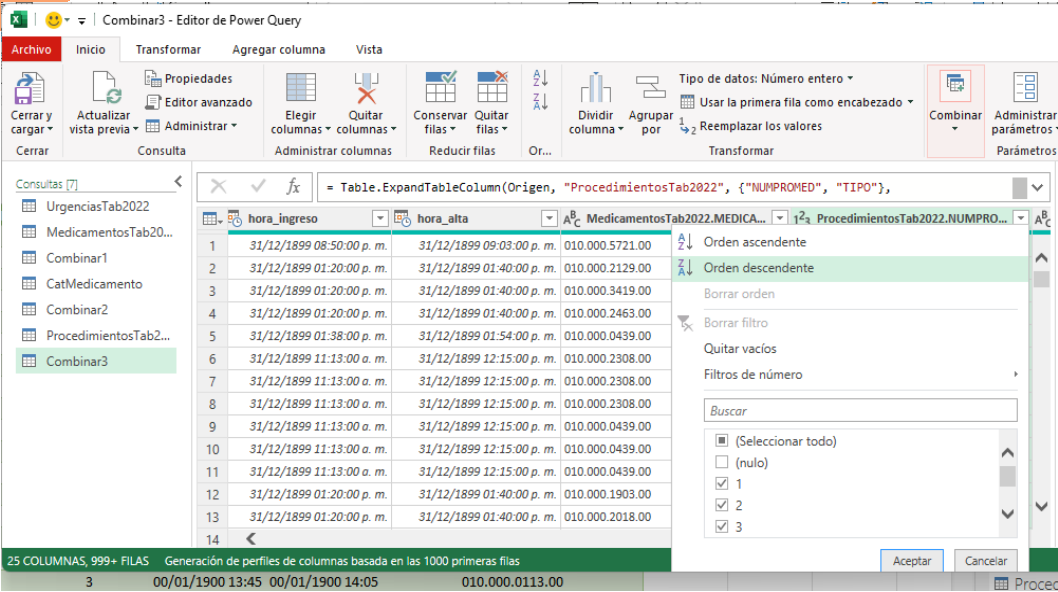 Combinar3 - Editor de Power Query
Archivo Inicio Transformar Agregar columna Vista
Cerrar y cargar
Cerrar
Actualizar vista previa
Propiedades
Editor avanzado
Administrar
Consulta
Elegir columnas
Quitar columnas
Administrar columnas
Conservar filas
Quitar filas
Reducir filas
Or...
Dividir columna
Agrupar por
Tipo de datos: Número entero
Usar la primera fila como encabezado
Reemplazar los valores
Transformar
Combinar
Administrar parámetros
Parámetros
Consultas [7]
UrgenciasTab2022
MedicamentosTab20...
Combinar1
CatMedicamento
Combinar2
ProcedimientosTab2...
Combinar3
fx = Table.ExpandTableColumn(Origen, "ProcedimientosTab2022", {"NUMPROMED", "TIPO"},
hora_ingreso hora_alta MedicamentosTab2022.MEDICA... ProcedimientosTab2022.NUMPRO...
1 31/12/1899 08:50:00 p. m. 31/12/1899 09:03:00 p. m. 010.000.5721.00
2 31/12/1899 01:20:00 p. m. 31/12/1899 01:40:00 p. m. 010.000.2129.00
3 31/12/1899 01:20:00 p. m. 31/12/1899 01:40:00 p. m. 010.000.3419.00
4 31/12/1899 01:20:00 p. m. 31/12/1899 01:40:00 p. m. 010.000.2463.00
5 31/12/1899 01:38:00 p. m. 31/12/1899 01:54:00 p. m. 010.000.0439.00
6 31/12/1899 11:13:00 a. m. 31/12/1899 12:15:00 p. m. 010.000.2308.00
7 31/12/1899 11:13:00 a. m. 31/12/1899 12:15:00 p. m. 010.000.2308.00
8 31/12/1899 11:13:00 a. m. 31/12/1899 12:15:00 p. m. 010.000.2308.00
9 31/12/1899 11:13:00 a. m. 31/12/1899 12:15:00 p. m. 010.000.0439.00
10 31/12/1899 11:13:00 a. m. 31/12/1899 12:15:00 p. m. 010.000.0439.00
11 31/12/1899 11:13:00 a. m. 31/12/1899 12:15:00 p. m. 010.000.0439.00
12 31/12/1899 01:20:00 p. m. 31/12/1899 01:40:00 p. m. 010.000.1903.00
13 31/12/1899 01:20:00 p. m. 31/12/1899 01:40:00 p. m. 010.000.2018.00
14
Orden ascendente
Orden descendente
Borrar orden
Borrar filtro
Quitar vacíos
Filtros de número
Buscar
(Seleccionar todo)
(nulo)
1
2
3
Aceptar Cancelar
25 COLUMNAS, 999+ FILAS Generación de perfiles de columnas basada en las 1000 primeras filas
3 00/01/1900 13:45 00/01/1900 14:05 010.000.0113.00
Proced